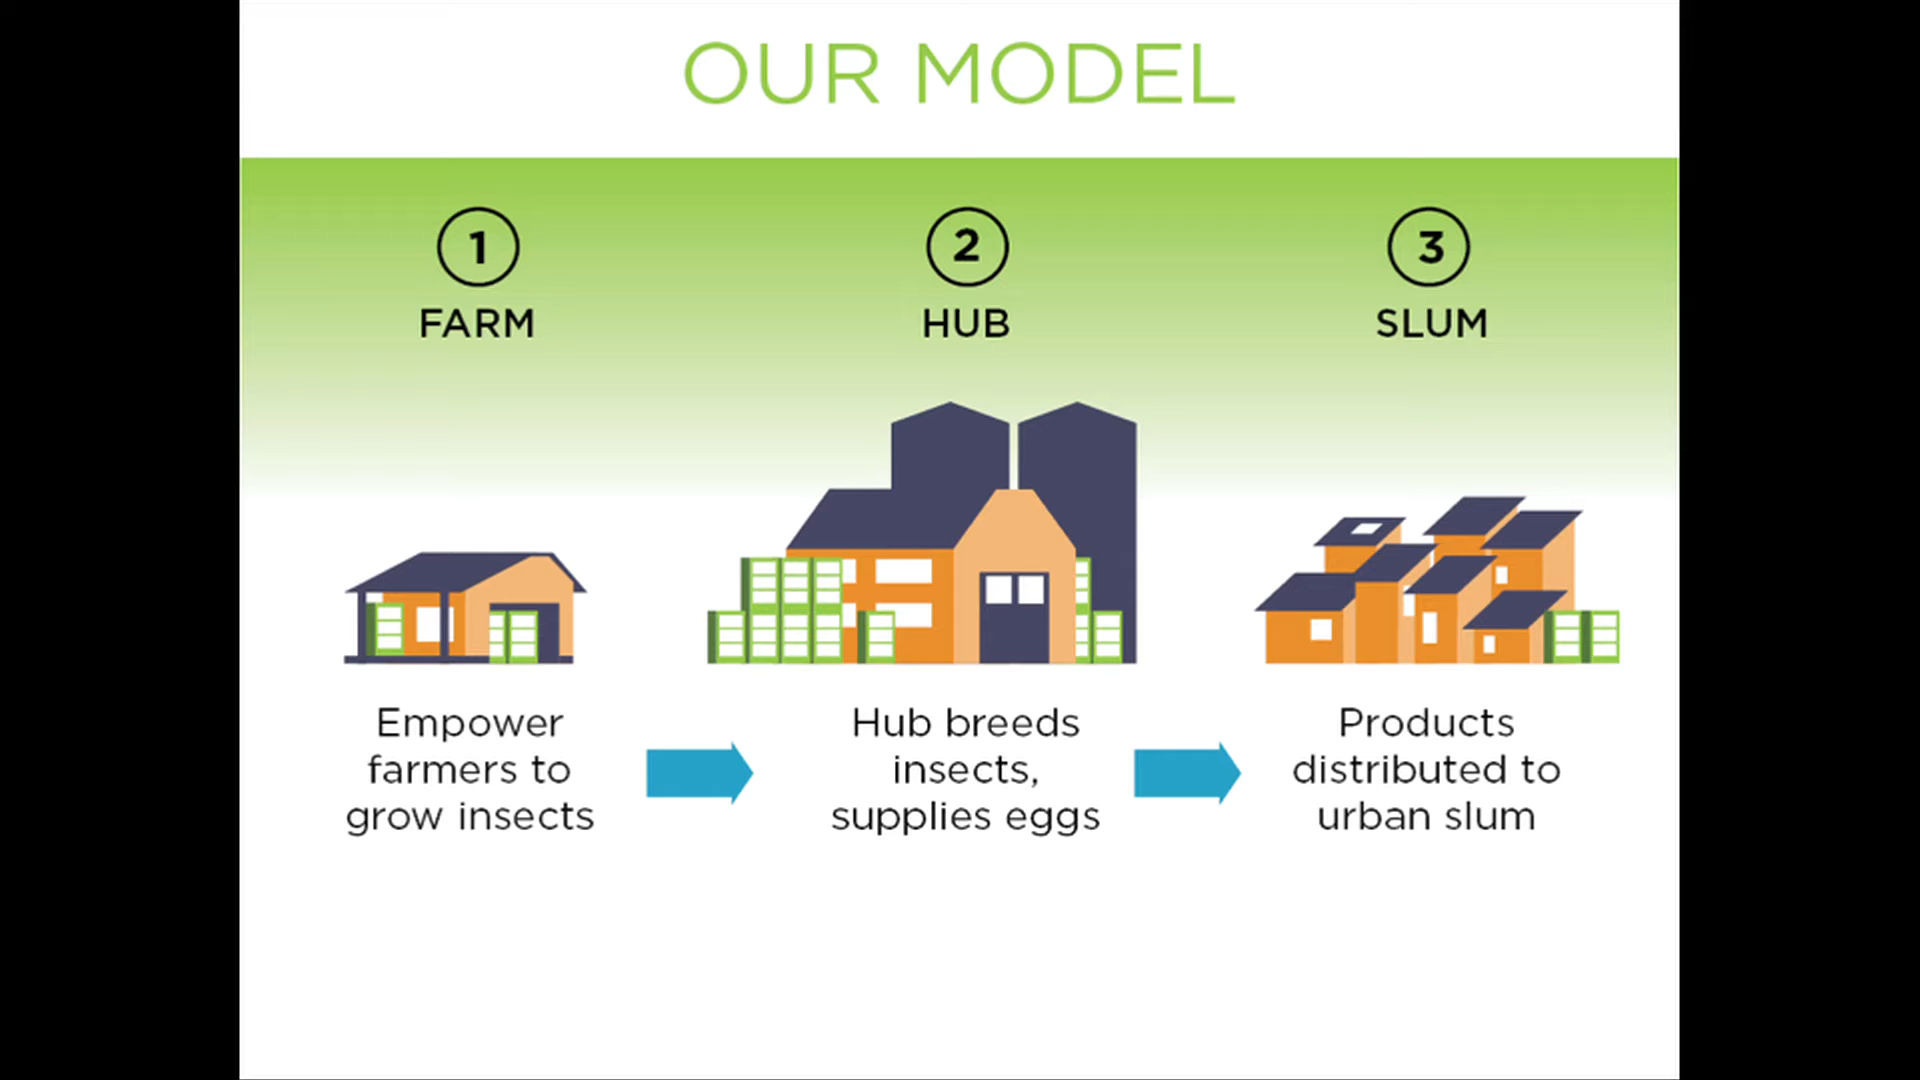 OUR MODEL
1
FARM
2
HUB
3
SLUM
Empower
farmers to
grow insects
Hub breeds
insects,
supplies eggs
Products
distributed to
urban slum